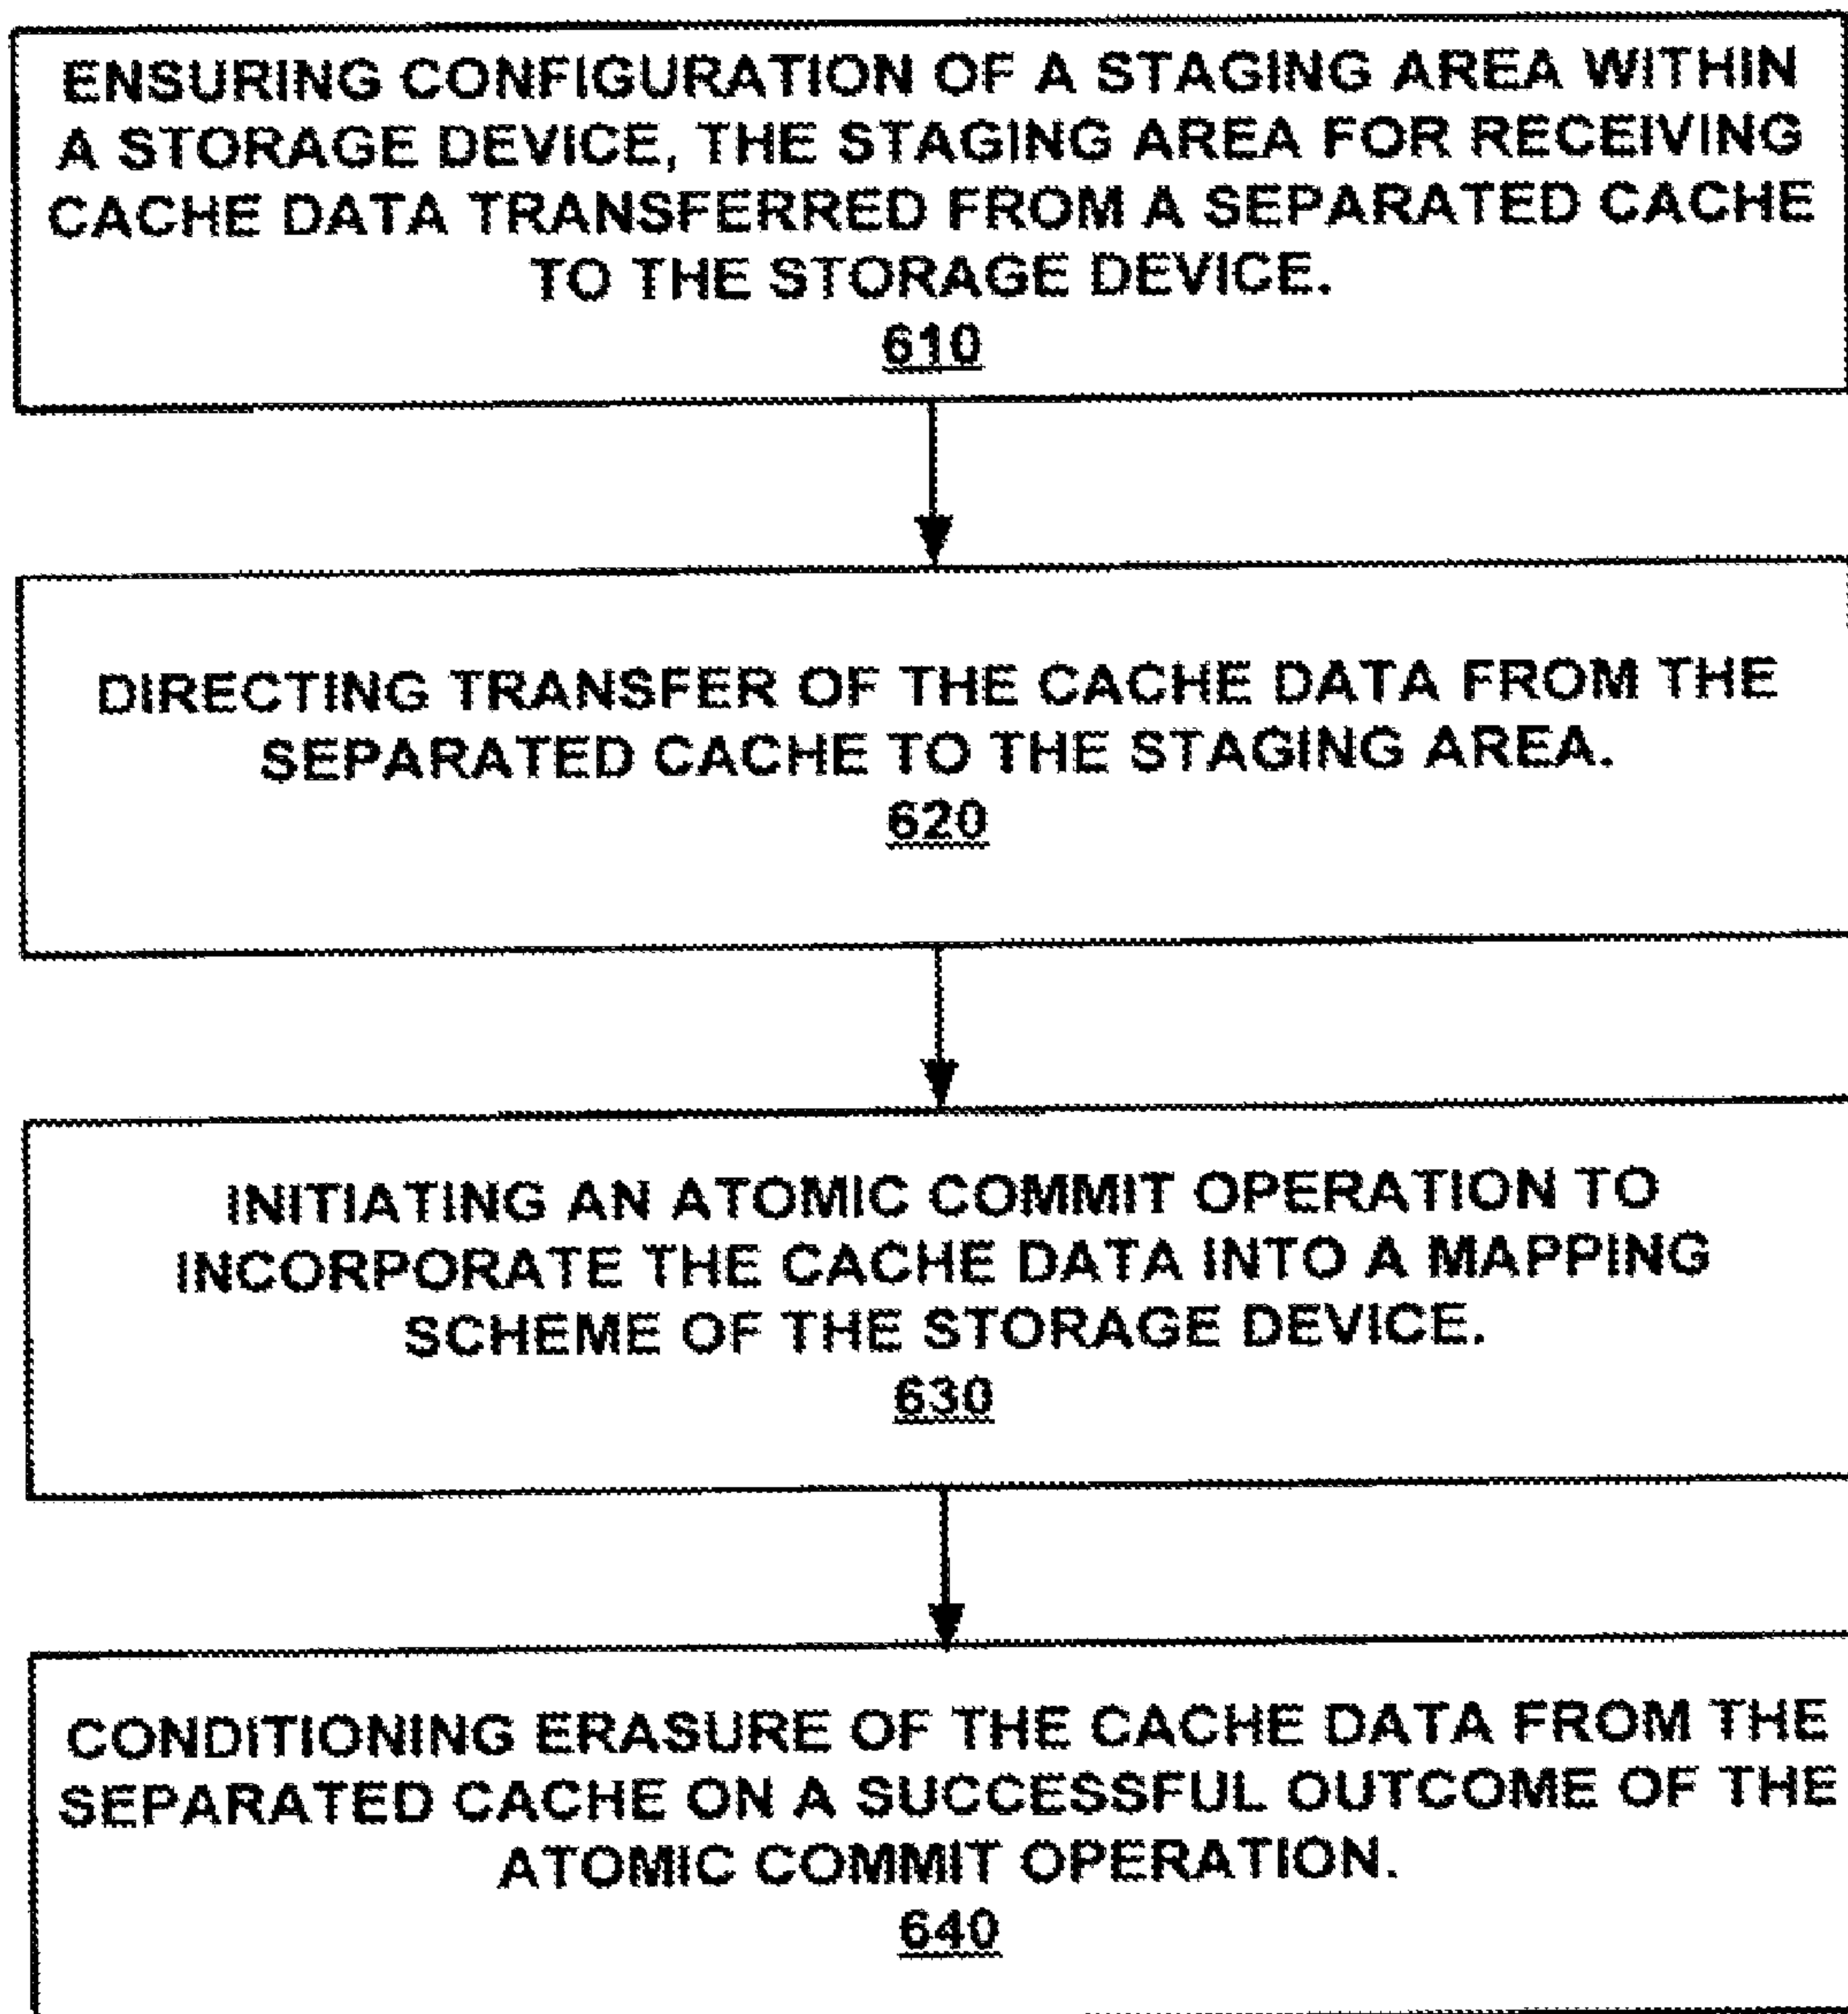 ENSURING CONFIGURATION OF A STAGING AREA WITHIN
A STORAGE DEVICE, THE STAGING AREA FOR RECEIVING
CACHE DATA TRANSFERRED FROM A SEPARATED CACHE
TO THE STORAGE DEVICE.
610
DIRECTING TRANSFER OF THE CACHE DATA FROM THE
SEPARATED CACHE TO THE STAGING AREA.
620
INITIATING AN ATOMIC COMMIT OPERATION TO
INCORPORATE THE CACHE DATA INTO A MAPPING
SCHEME OF THE STORAGE DEVICE.
630
CONDITIONING ERASURE OF THE CACHE DATA FROM THE
SEPARATED CACHE ON A SUCCESSFUL OUTCOME OF THE
ATOMIC COMMIT OPERATION.
640